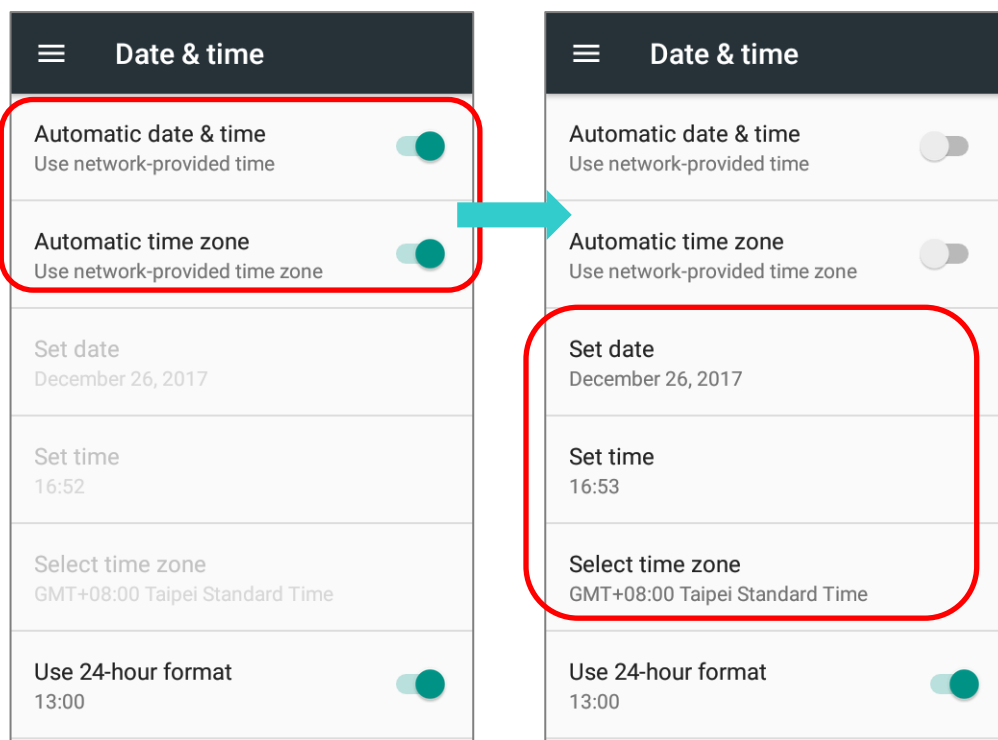 Date & time
Automatic date & time
Use network-provided time
Automatic time zone
Use network-provided time zone
Set date
December 26, 2017
Set time
16:52
Select time zone
GMT+08:00 Taipei Standard Time
Use 24-hour format
13:00
Date & time
Automatic date & time
Use network-provided time
Automatic time zone
Use network-provided time zone
Set date
December 26, 2017
Set time
16:53
Select time zone
GMT+08:00 Taipei Standard Time
Use 24-hour format
13:00